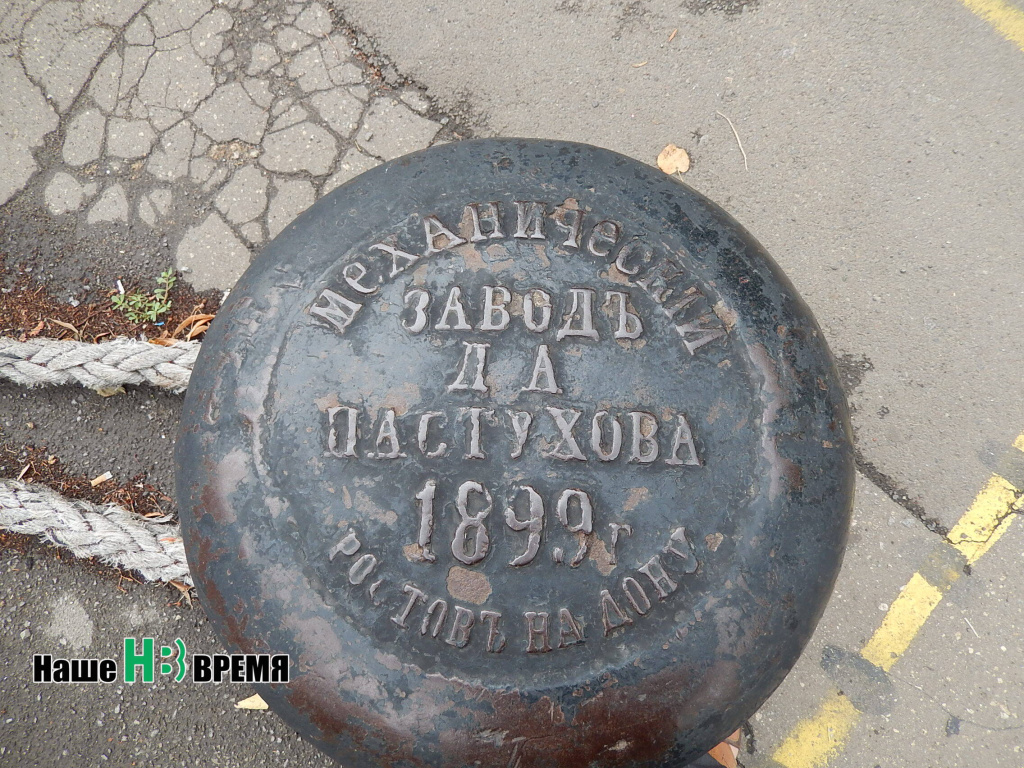 МЕХАНИЧЕСКИЙ
ЗАВОДЪ
Д А
ПАСТУХОВА
1899 г
РОСТОВЪ НА ДОНУ
Наше НВ ВРЕМЯ